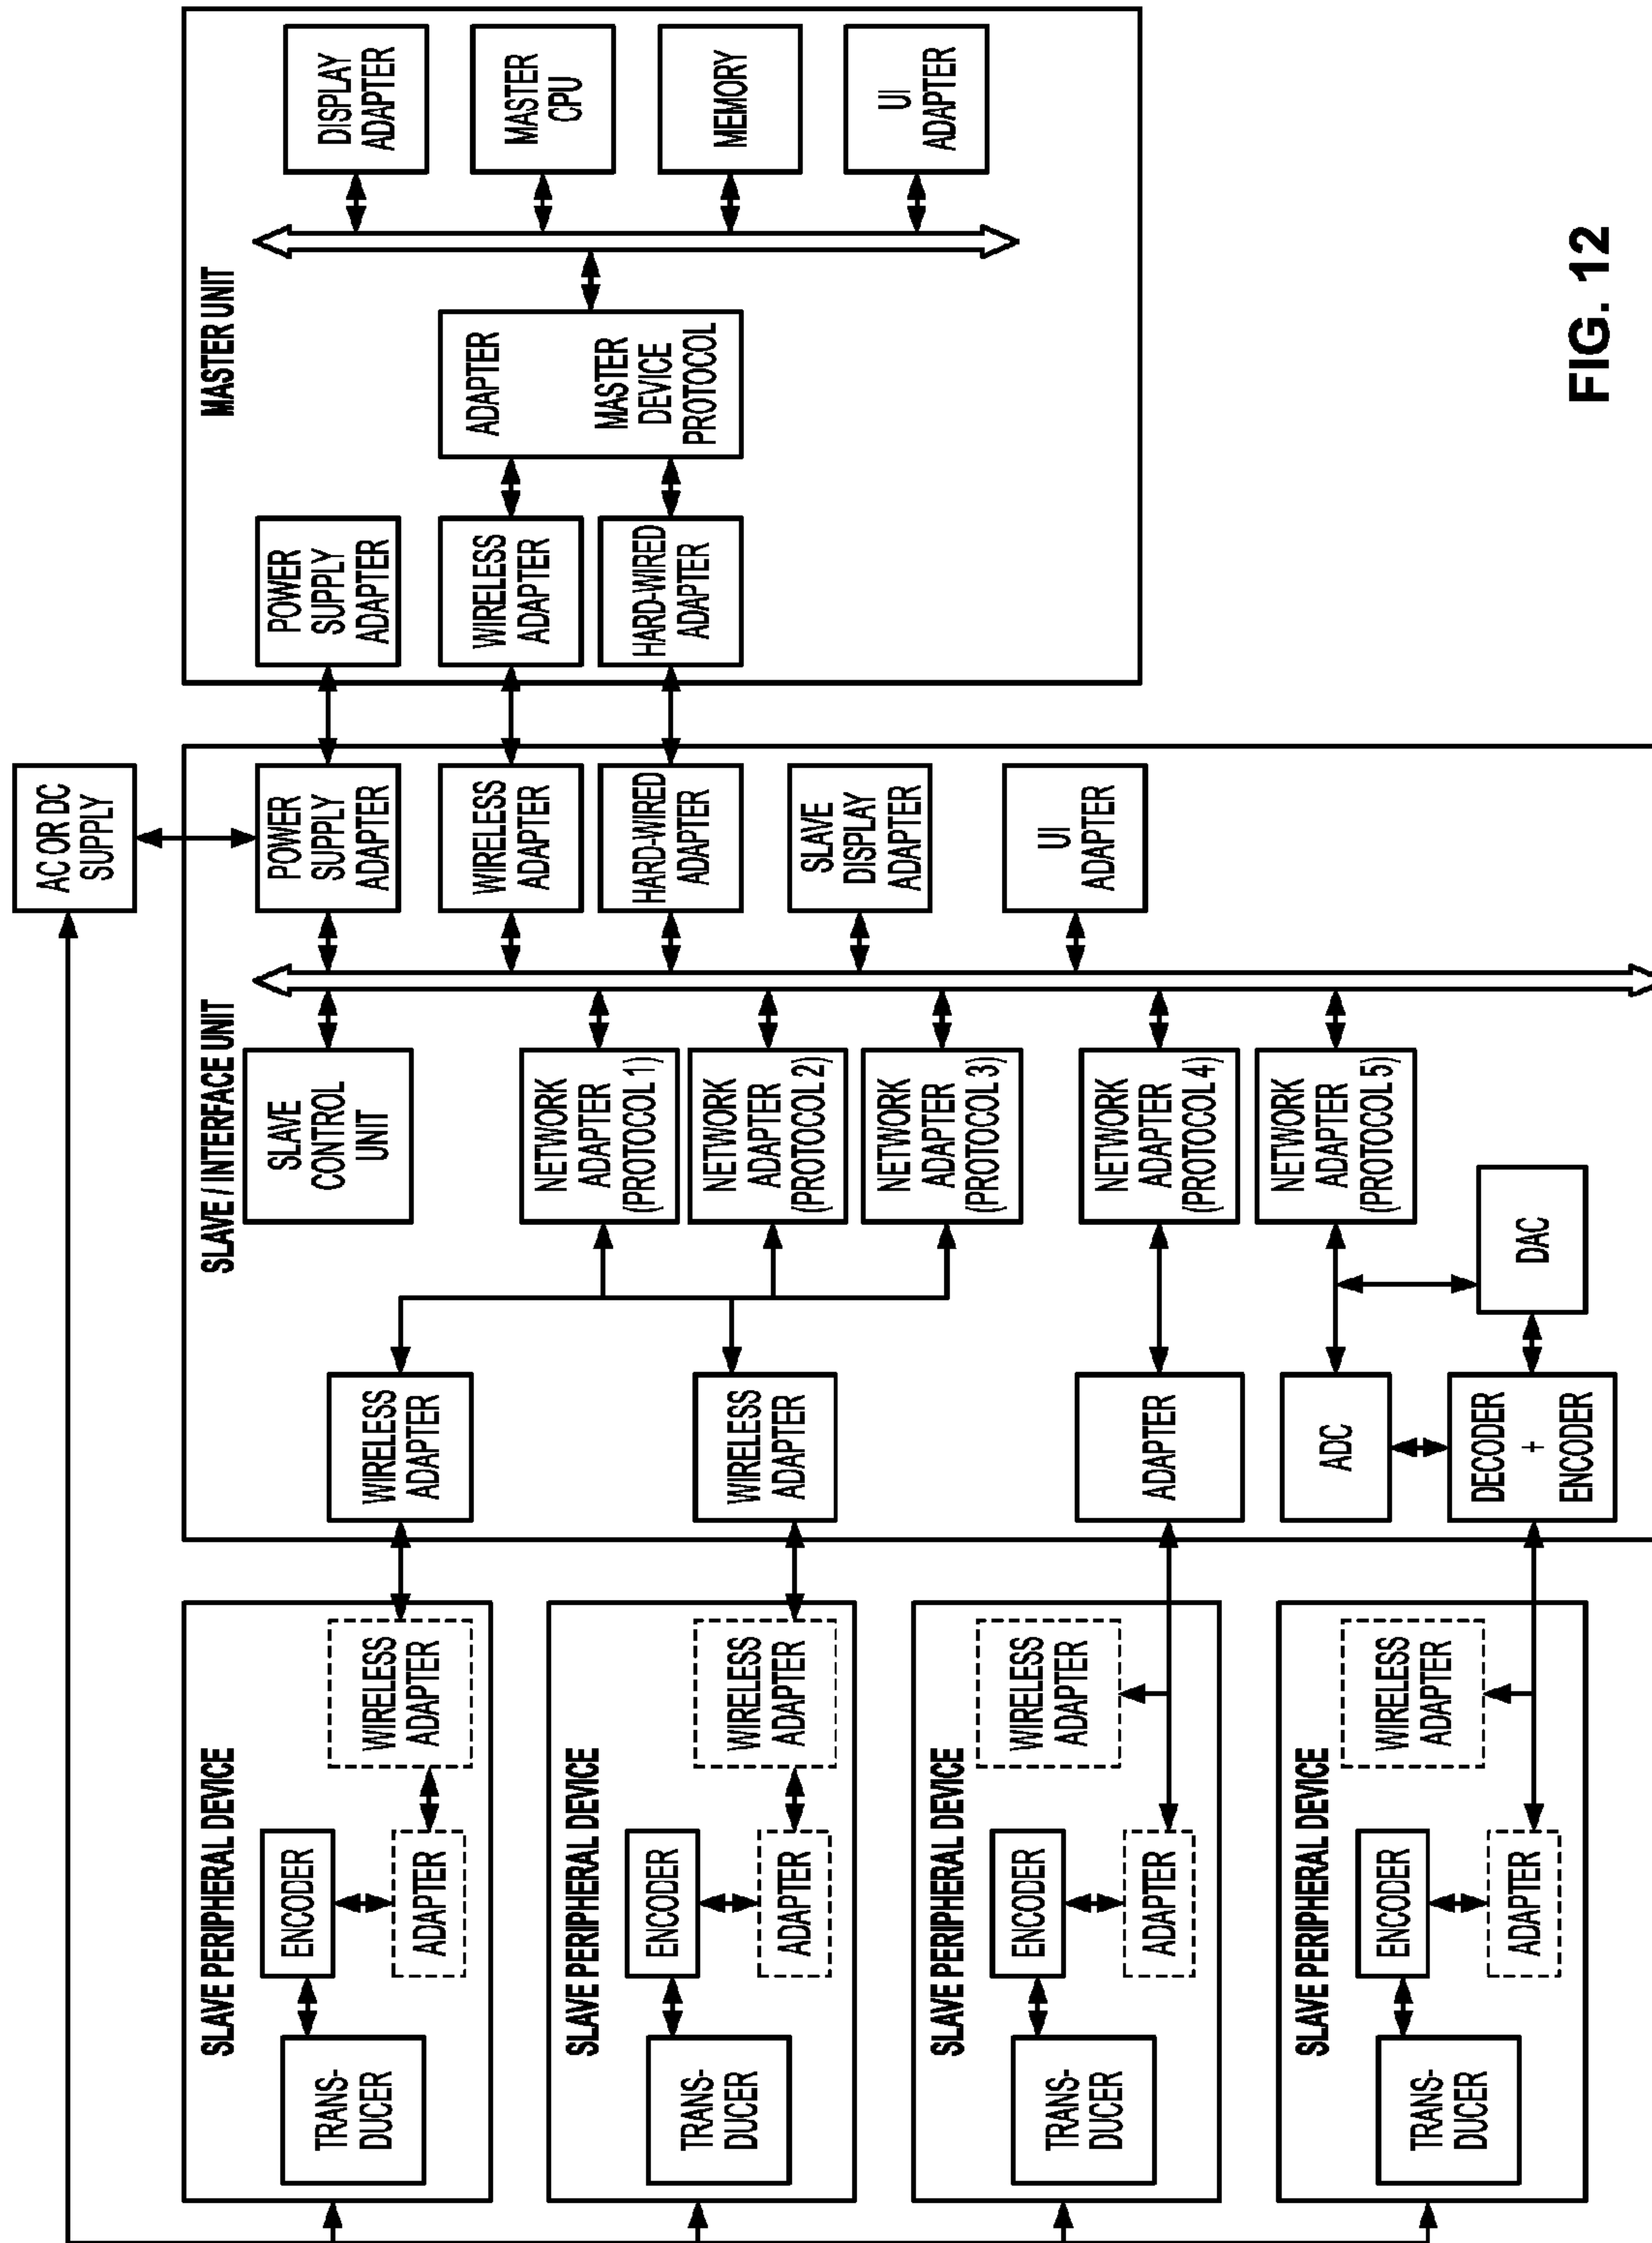 AC OR DC
SUPPLY
SLAVE PERIPHERAL DEVICE
TRANS-
DUCER
ENCODER
ADAPTER
WIRELESS
ADAPTER
SLAVE PERIPHERAL DEVICE
TRANS-
DUCER
ENCODER
ADAPTER
WIRELESS
ADAPTER
SLAVE PERIPHERAL DEVICE
TRANS-
DUCER
ENCODER
ADAPTER
WIRELESS
ADAPTER
SLAVE PERIPHERAL DEVICE
TRANS-
DUCER
ENCODER
ADAPTER
WIRELESS
ADAPTER
SLAVE / INTERFACE UNIT
WIRELESS
ADAPTER
WIRELESS
ADAPTER
ADAPTER
ADC
DECODER
+
ENCODER
DAC
SLAVE
CONTROL
UNIT
NETWORK
ADAPTER
(PROTOCOL 1)
NETWORK
ADAPTER
(PROTOCOL 2)
NETWORK
ADAPTER
(PROTOCOL 3)
NETWORK
ADAPTER
(PROTOCOL 4)
NETWORK
ADAPTER
(PROTOCOL 5)
POWER
SUPPLY
ADAPTER
WIRELESS
ADAPTER
HARD-WIRED
ADAPTER
SLAVE
DISPLAY
ADAPTER
UI
ADAPTER
MASTER UNIT
POWER
SUPPLY
ADAPTER
WIRELESS
ADAPTER
HARD-WIRED
ADAPTER
ADAPTER
MASTER
DEVICE
PROTOCOL
DISPLAY
ADAPTER
MASTER
CPU
MEMORY
UI
ADAPTER
FIG. 12